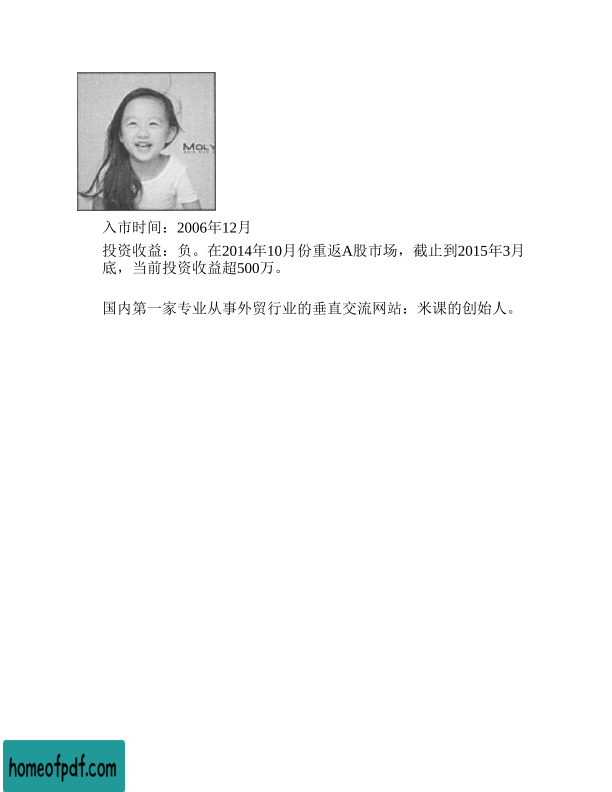 MOLY
入市时间：2006年12月
投资收益：负。在2014年10月份重返A股市场，截止到2015年3月
底，当前投资收益超500万。
国内第一家专业从事外贸行业的垂直交流网站：米课的创始人。
homeofpdf.com